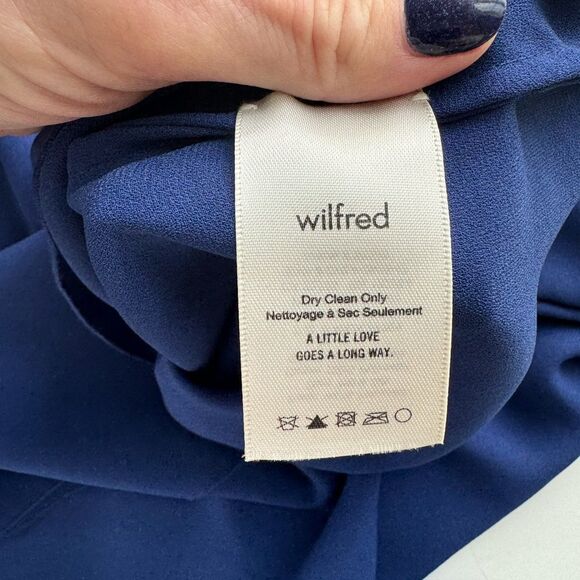 wilfred
Dry Clean Only
Nettoyage à Sec Seulement
A LITTLE LOVE
GOES A LONG WAY.